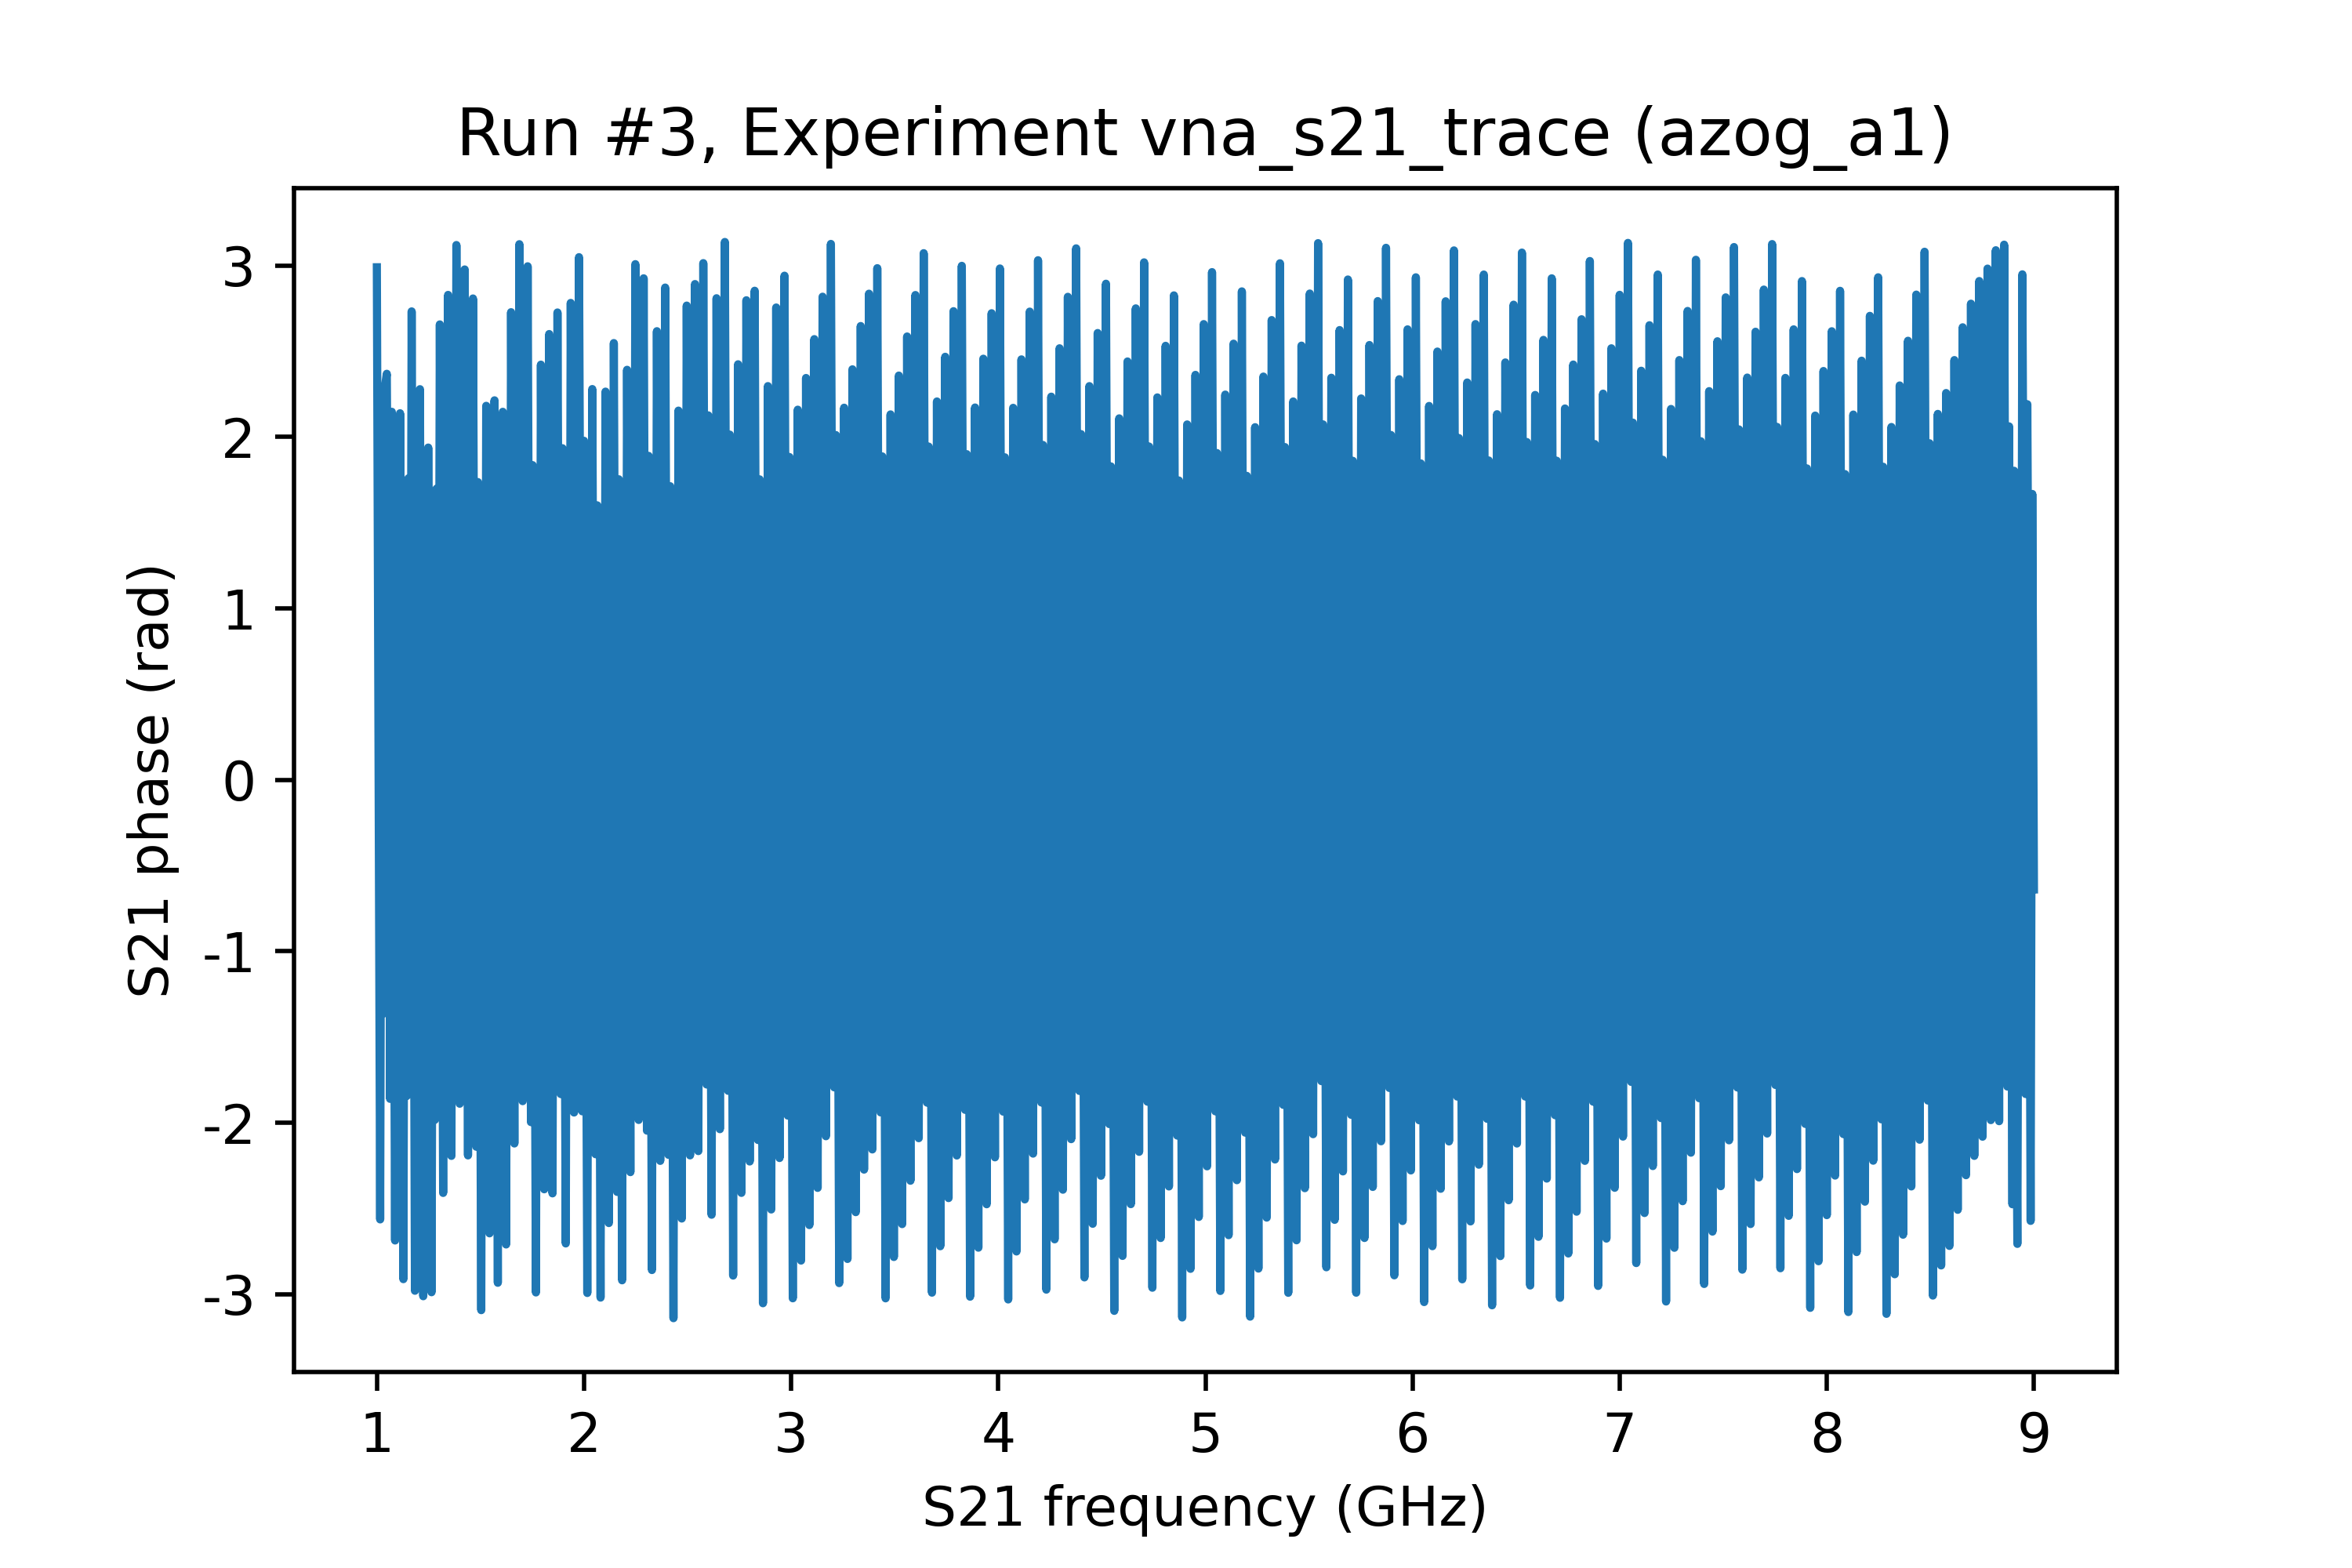 Run #3, Experiment vna_s21_trace (azog_a1)
S21 phase (rad)
3
2
1
0
-1
-2
-3
1 2 3 4 5 6 7 8 9
S21 frequency (GHz)